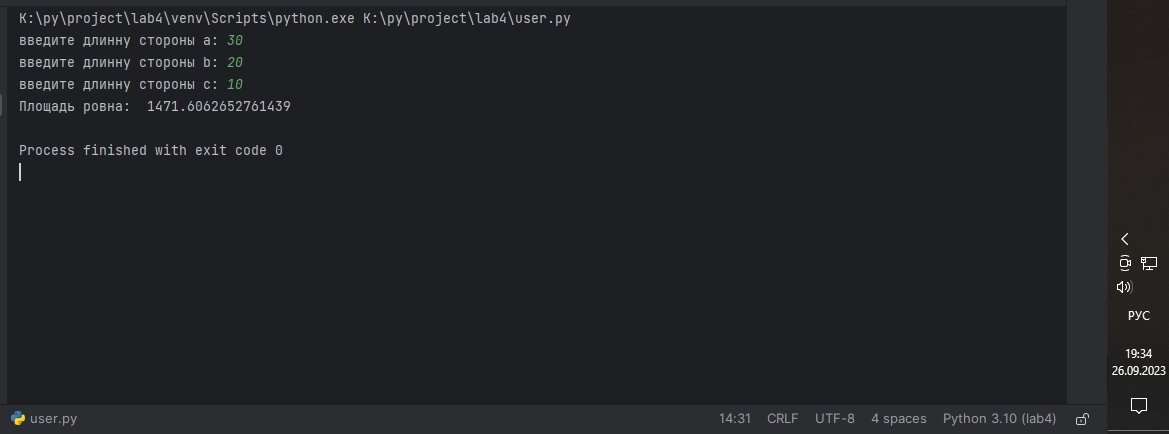 K:\py\project\lab4\venv\Scripts\python.exe K:\py\project\lab4\user.py
введите длинну стороны a: 30
введите длинну стороны b: 20
введите длинну стороны c: 10
Площадь ровна:  1471.6062652761439
Process finished with exit code 0
РУС
19:34
26.09.2023
user.py 14:31 CRLF UTF-8 4 spaces Python 3.10 (lab4)